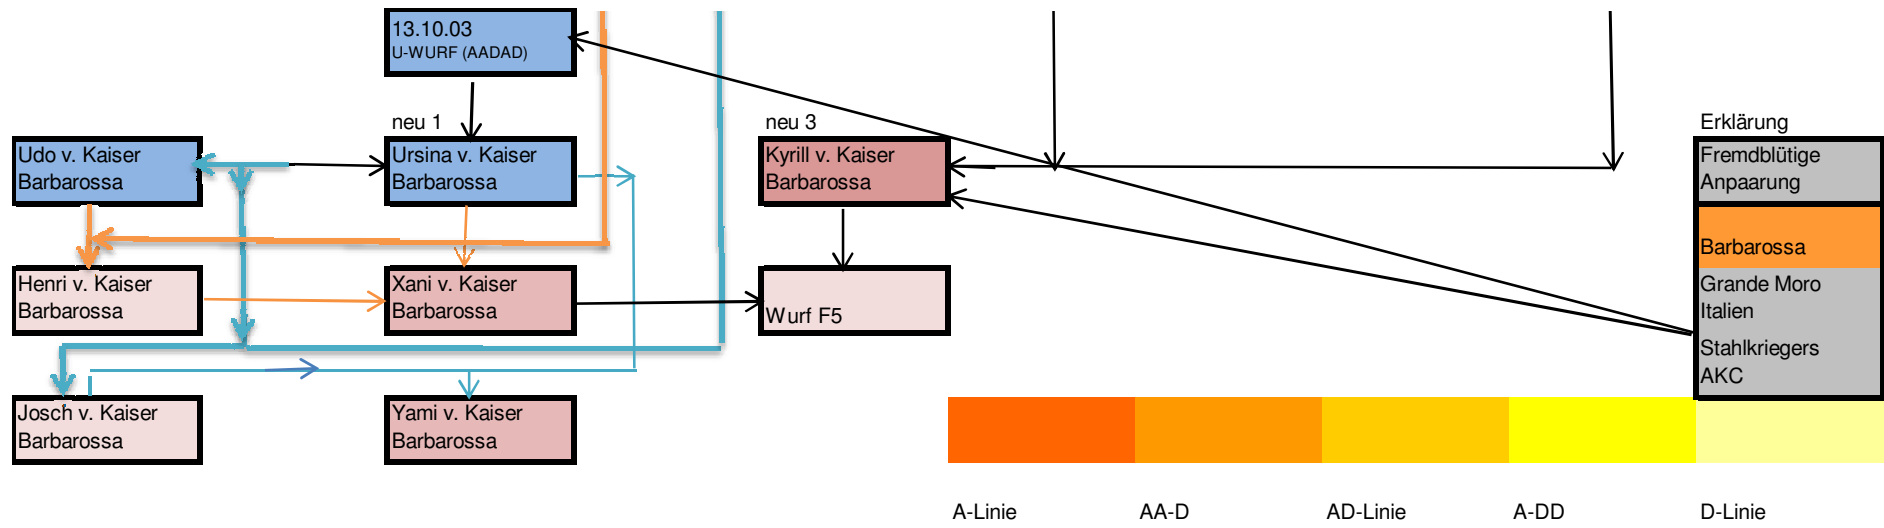 13.10.03
U-WURF (AADAD)
neu 1
neu 3
Erklärung
Udo v. Kaiser
Barbarossa
Ursina v. Kaiser
Barbarossa
Kyrill v. Kaiser
Barbarossa
Fremdblütige
Anpaarung
Barbarossa
Henri v. Kaiser
Barbarossa
Xani v. Kaiser
Barbarossa
Wurf F5
Grande Moro
Italien
Stahlkriegers
AKC
Josch v. Kaiser
Barbarossa
Yami v. Kaiser
Barbarossa
A-Linie
AA-D
AD-Linie
A-DD
D-Linie